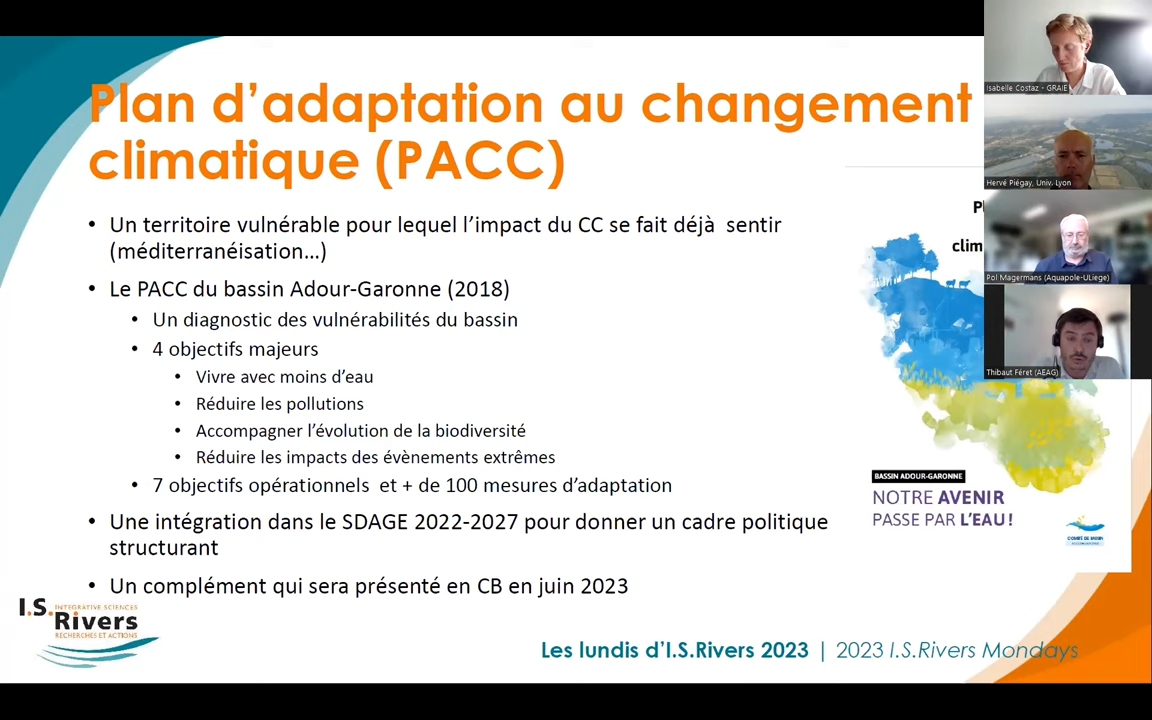 Plan d’adaptation au changement
climatique (PACC)
• Un territoire vulnérable pour lequel l’impact du CC se fait déjà sentir
(méditerranéisation…)
• Le PACC du bassin Adour-Garonne (2018)
• Un diagnostic des vulnérabilités du bassin
• 4 objectifs majeurs
• Vivre avec moins d’eau
• Réduire les pollutions
• Accompagner l’évolution de la biodiversité
• Réduire les impacts des évènements extrêmes
• 7 objectifs opérationnels et + de 100 mesures d’adaptation
• Une intégration dans le SDAGE 2022-2027 pour donner un cadre politique
structurant
• Un complément qui sera présenté en CB en juin 2023
Isabelle Costaz - GRAIE
Hervé Piégay, Univ. Lyon
Pol Magermans (Aquapole-ULiege)
Thibaut Féret (AEAG)
clim
BASSIN ADOUR-GARONNE
NOTRE AVENIR
PASSE PAR L’EAU !
COMITÉ DE BASSIN
I.S. INTEGRATIVE SCIENCES
Rivers
RECHERCHES ET ACTIONS
Les lundis d’I.S.Rivers 2023 | 2023 I.S.Rivers Mondays